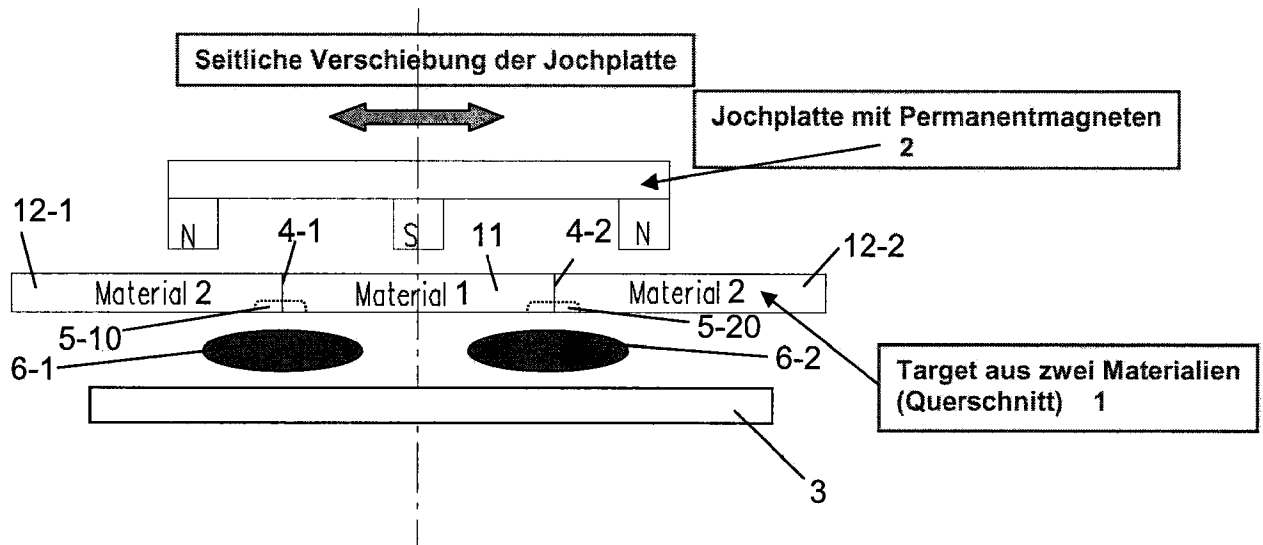 Seitliche Verschiebung der Jochplatte
Jochplatte mit Permanentmagneten
2
12-1
N
4-1
S
11
4-2
N
12-2
Material 2
Material 1
Material 2
5-10
5-20
6-1
6-2
Target aus zwei Materialien
(Querschnitt) 1
3